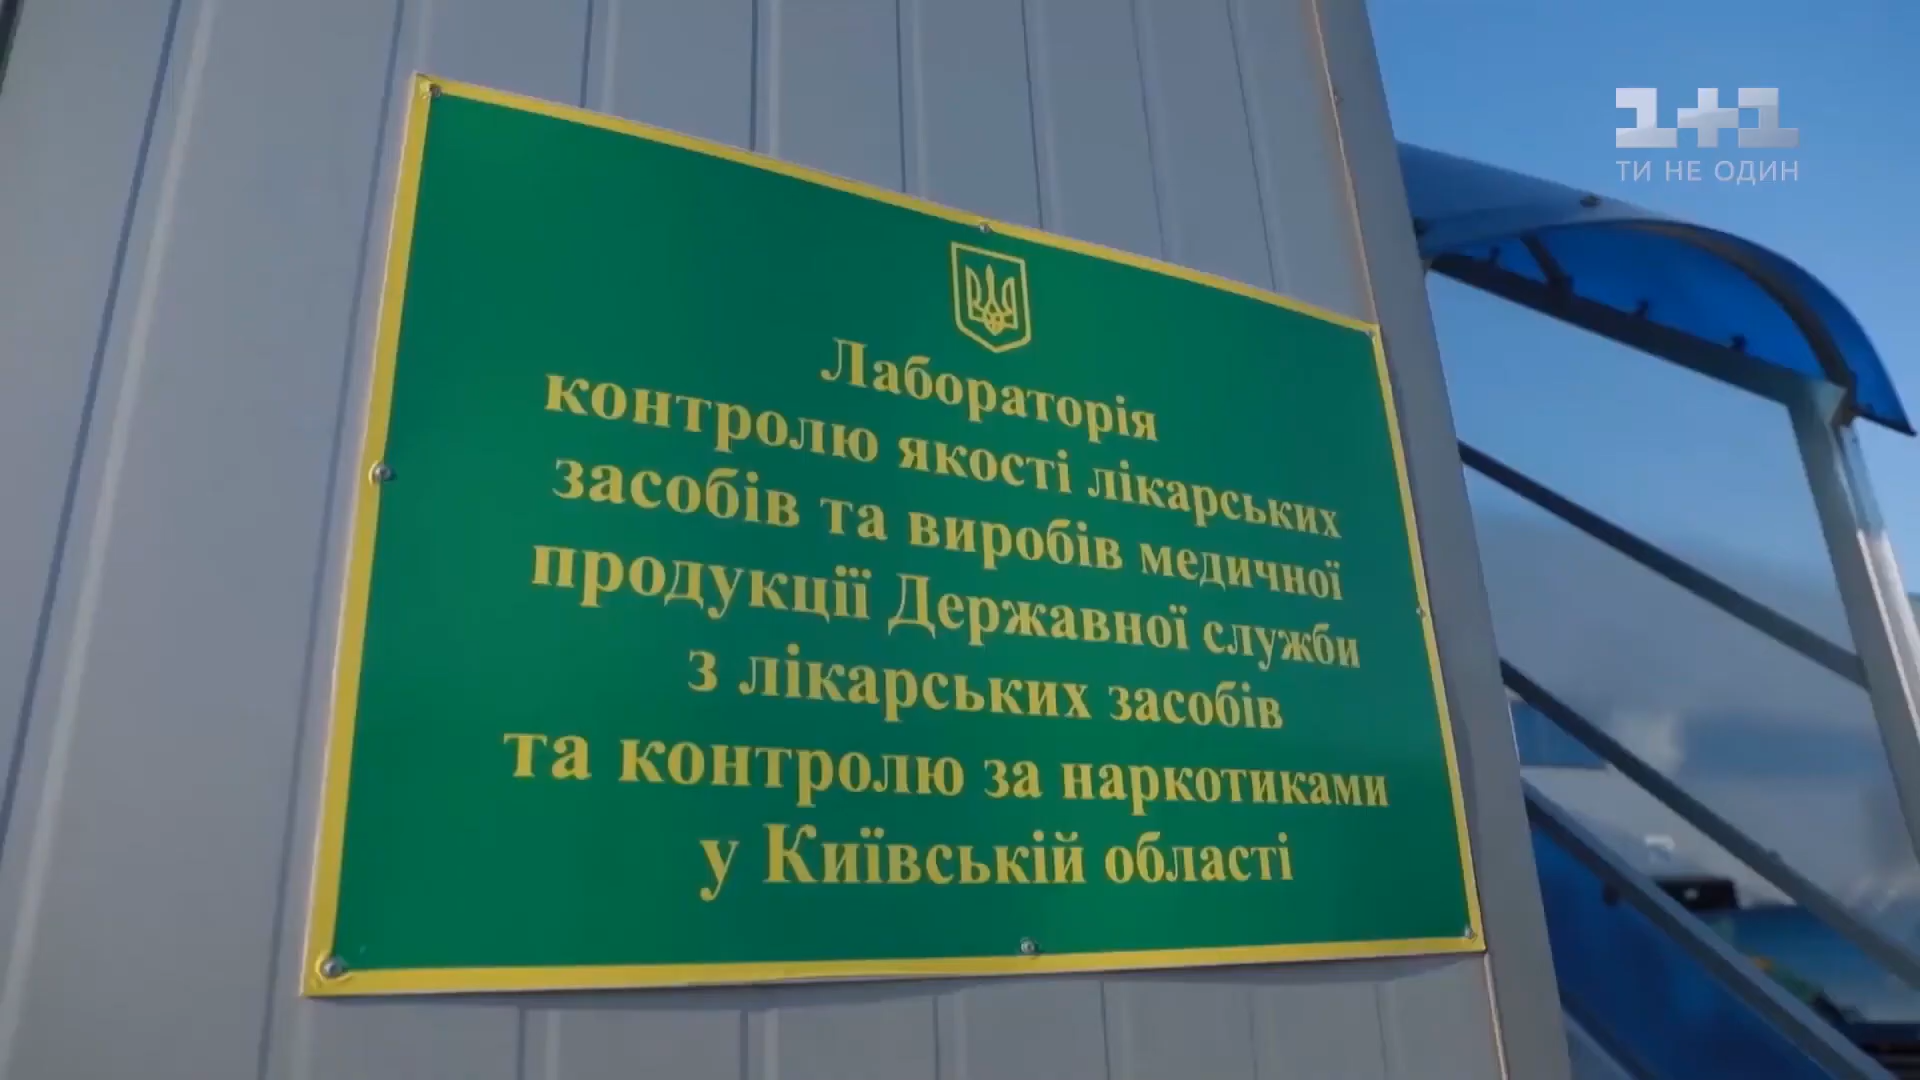 1+1
ТИ НЕ ОДИН
Лабораторія
контролю якості лікарських
засобів та виробів медичної
продукції Державної служби
з лікарських засобів
та контролю за наркотиками
у Київській області